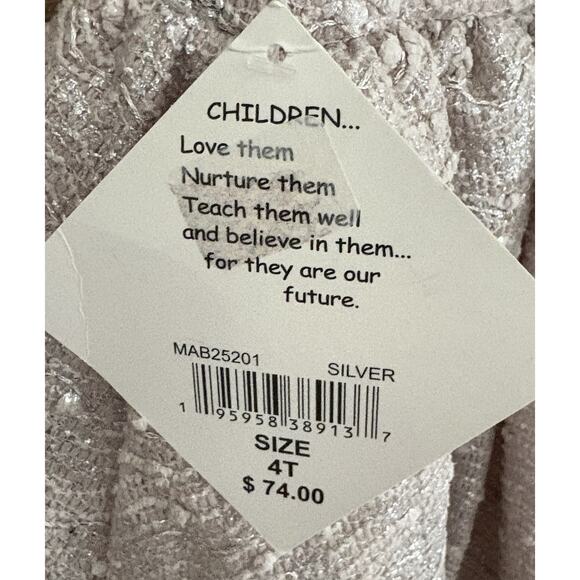 CHILDREN...
Love them
Nurture them
Teach them well
and believe in them...
for they are our
future.
MAB25201 SILVER
1 95958 38913 7
SIZE
4T
$ 74.00